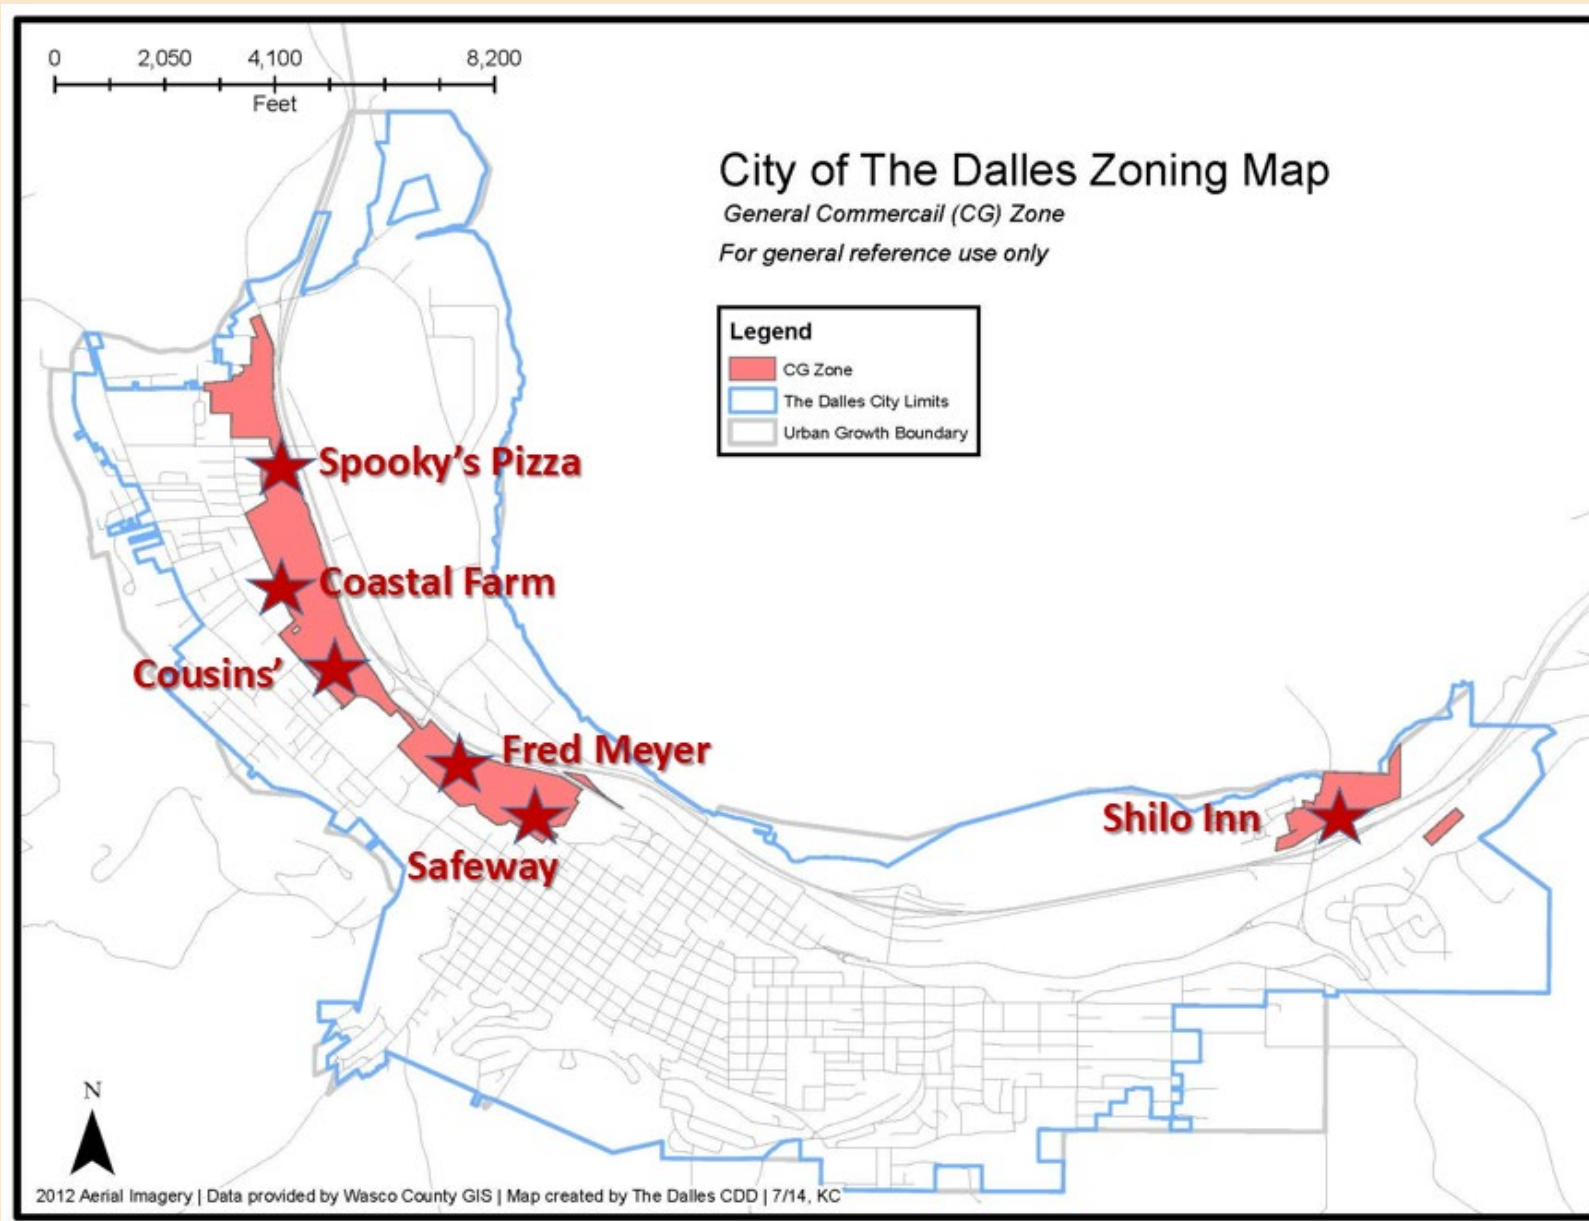 0 2,050 4,100 8,200
Feet
City of The Dalles Zoning Map
General Commercail (CG) Zone
For general reference use only
Legend
CG Zone
The Dalles City Limits
Urban Growth Boundary
Spooky's Pizza
Coastal Farm
Cousins'
Fred Meyer
Shilo Inn
Safeway
N
2012 Aerial Imagery | Data provided by Wasco County GIS | Map created by The Dalles CDD | 7/14, KC